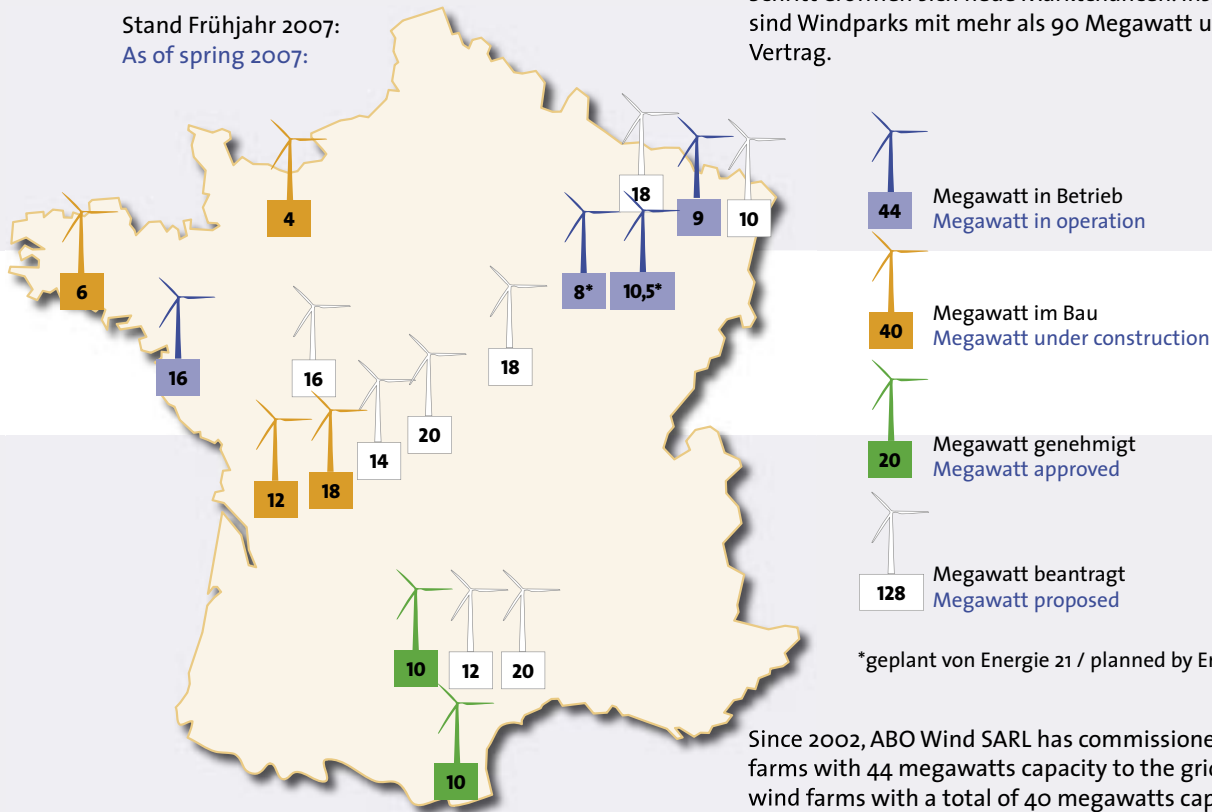 Stand Frühjahr 2007:
As of spring 2007:
sind Windparks mit mehr als 90 Megawatt
Vertrag.
18
9
10
4
6
8*
10,5*
16
16
18
20
14
12
18
10
12
20
10
44
Megawatt in Betrieb
Megawatt in operation
40
Megawatt im Bau
Megawatt under construction
20
Megawatt genehmigt
Megawatt approved
128
Megawatt beantragt
Megawatt proposed
*geplant von Energie 21 / planned by
Since 2002, ABO Wind SARL has
farms with 44 megawatts capacity to the
wind farms with a total of 40 megawatts